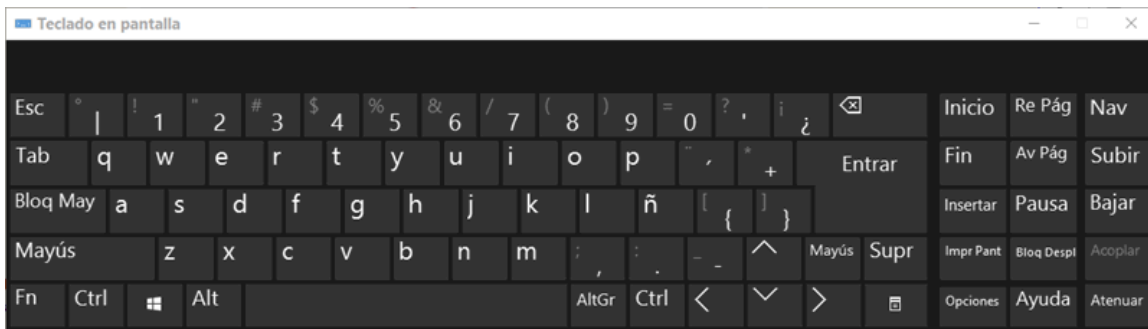 Teclado en pantalla
Esc ° | ! 1 " 2 # 3 $ 4 % 5 & 6 / 7 ( 8 ) 9 = 0 ? ' ¡ ¿ Inicio Re Pág Nav
Tab q w e r t y u i o p ¨ ´ * + Entrar Fin Av Pág Subir
Bloq May a s d f g h j k l ñ [ { ] } Insertar Pausa Bajar
Mayús z x c v b n m ; , : . _ - Mayús Supr Impr Pant Bloq Despl Acoplar
Fn Ctrl Alt AltGr Ctrl Opciones Ayuda Atenuar